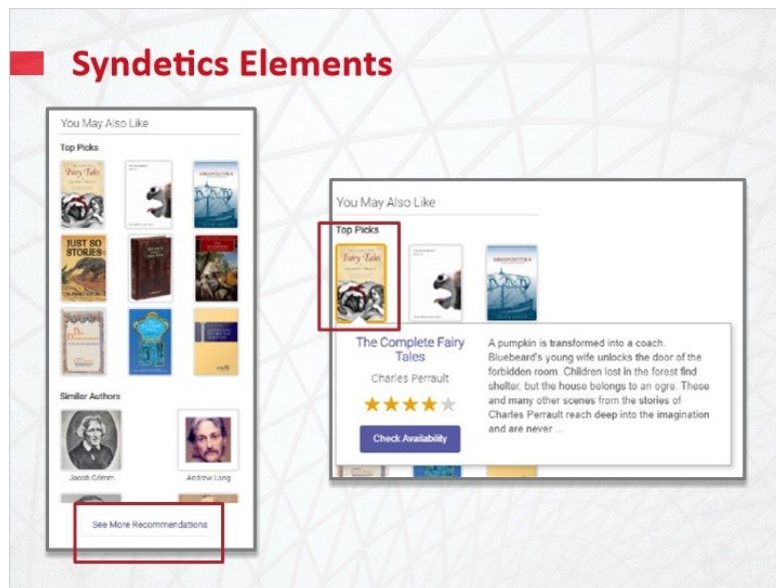 Syndetics Elements
You May Also Like
Top Picks
Fairy Tales
JUST SO
STORIES
Similar Authors
Jacob Grimm
Andrew Lang
See More Recommendations
You May Also Like
Top Picks
Fairy Tales
The Complete Fairy
Tales
Charles Perrault
Check Availability
A pumpkin is transformed into a coach.
Bluebeard's young wife unlocks the door of the
forbidden room. Children lost in the forest find
shelter, but the house belongs to an ogre. These
and many other scenes from the stories of
Charles Perrault reach deep into the imagination
and are never ...